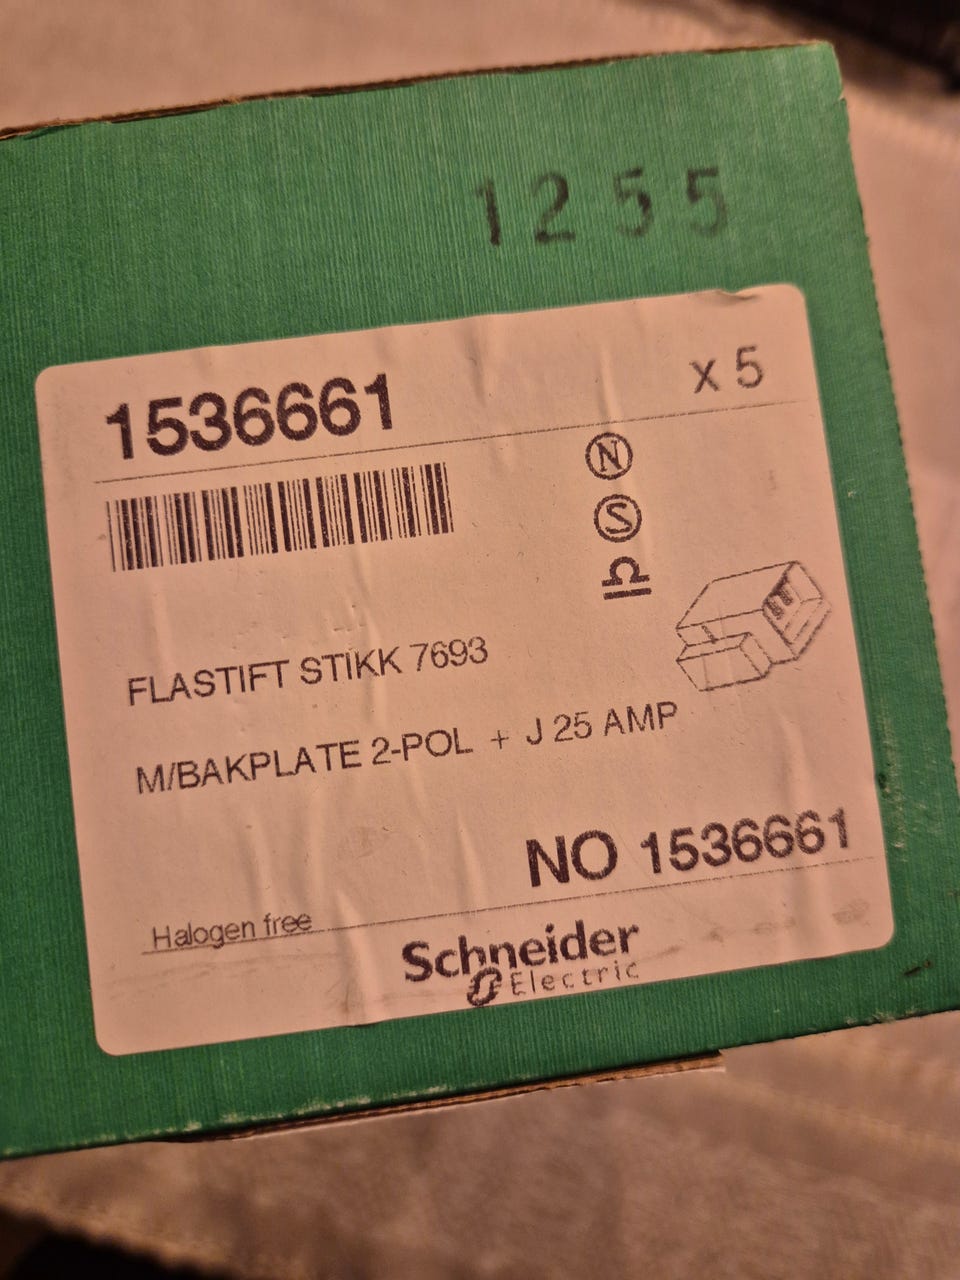 1255
1536661
x 5
N
S
FLASTIFT STIKK 7693
M/BAKPLATE 2-POL + J 25 AMP
NO 1536661
Halogen free
Schneider
Electric